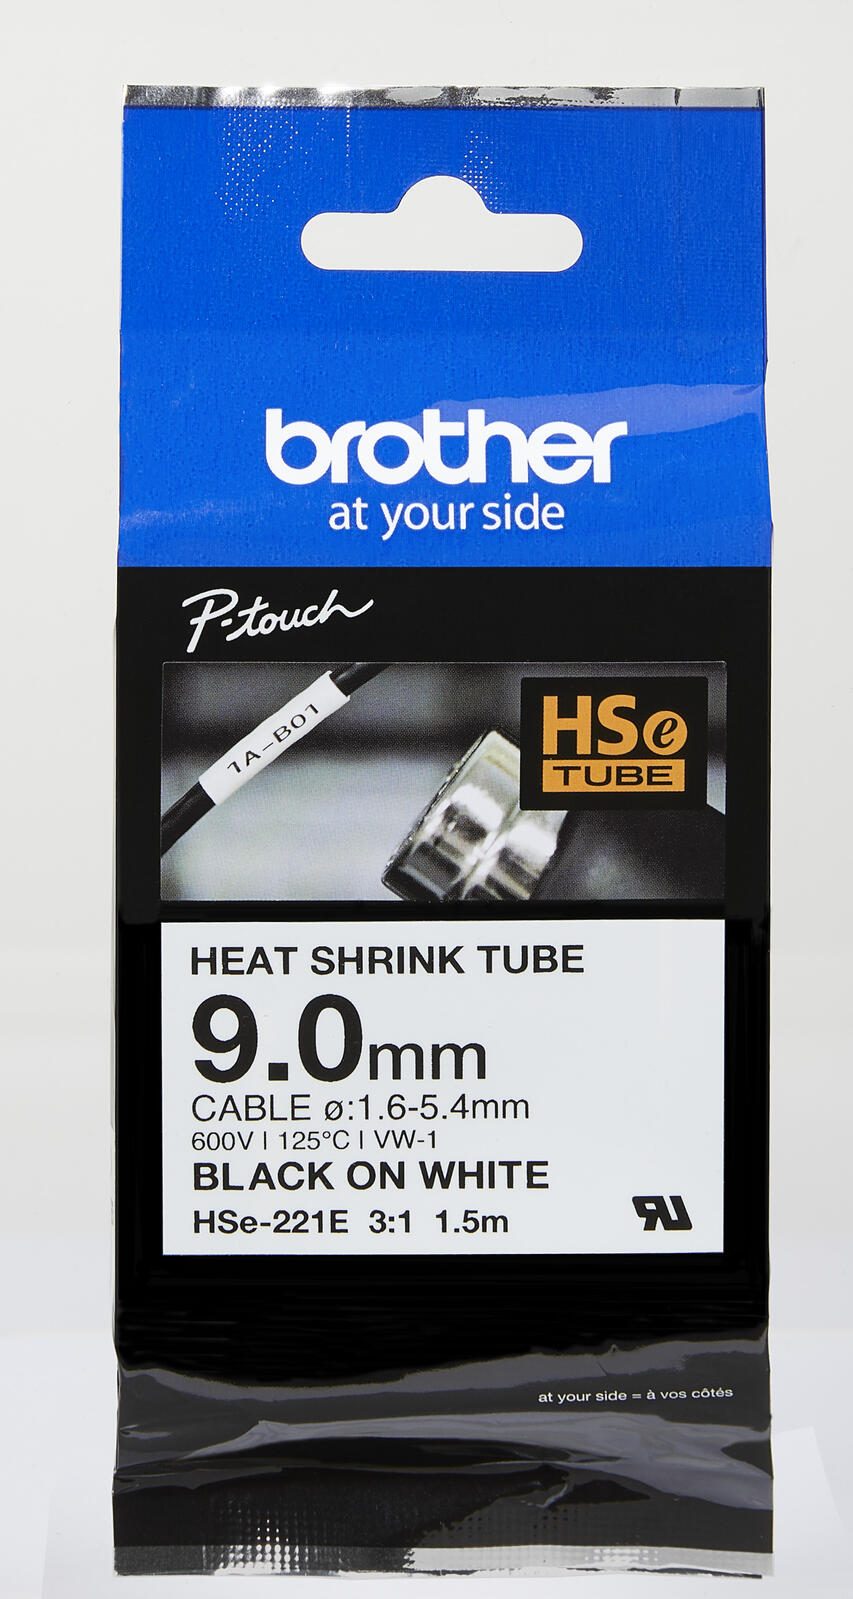 brother
at your side
P-touch
1A-B01
HSe
TUBE
HEAT SHRINK TUBE
9.0mm
CABLE ø:1.6-5.4mm
600V | 125°C | VW-1
BLACK ON WHITE
HSe-221E 3:1 1.5m
RU
at your side = à vos côtés